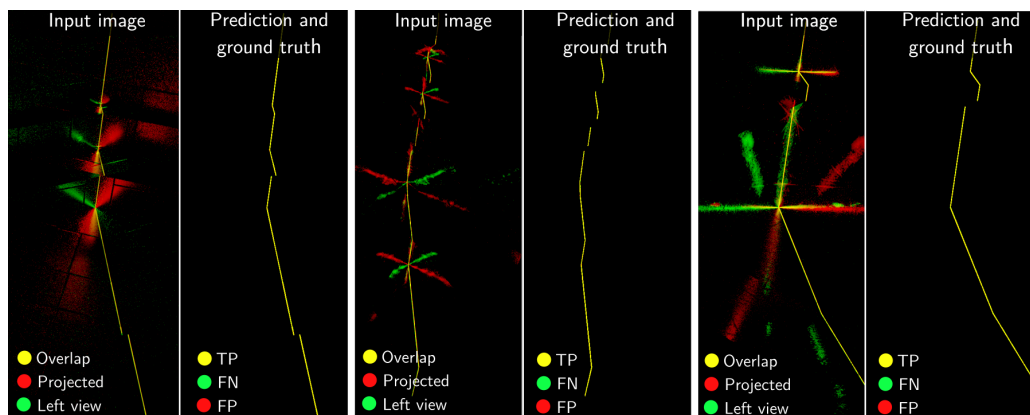 Input image
Prediction and
ground truth
Overlap
Projected
Left view
TP
FN
FP
Input image
Prediction and
ground truth
Overlap
Projected
Left view
TP
FN
FP
Input image
Prediction and
ground truth
Overlap
Projected
Left view
TP
FN
FP